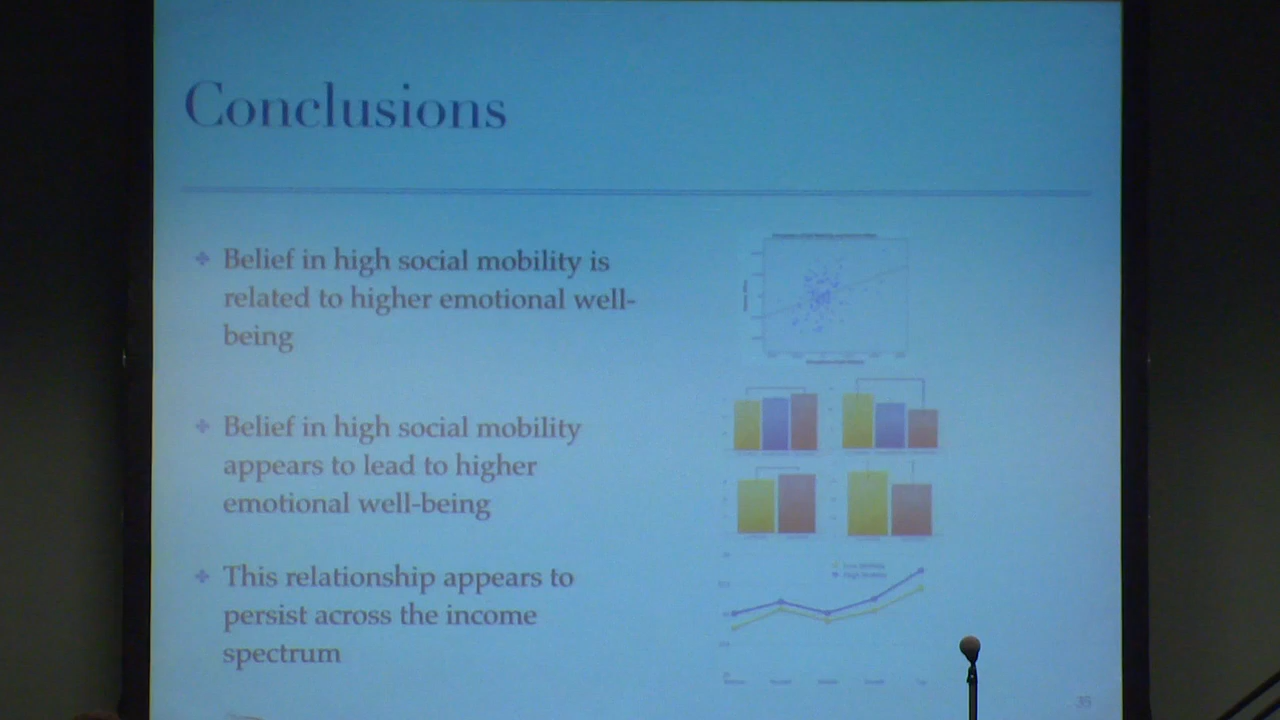 Conclusions
Belief in high social mobility is
related to higher emotional well-
being
Belief in high social mobility
appears to lead to higher
emotional well-being
This relationship appears to
persist across the income
spectrum
35